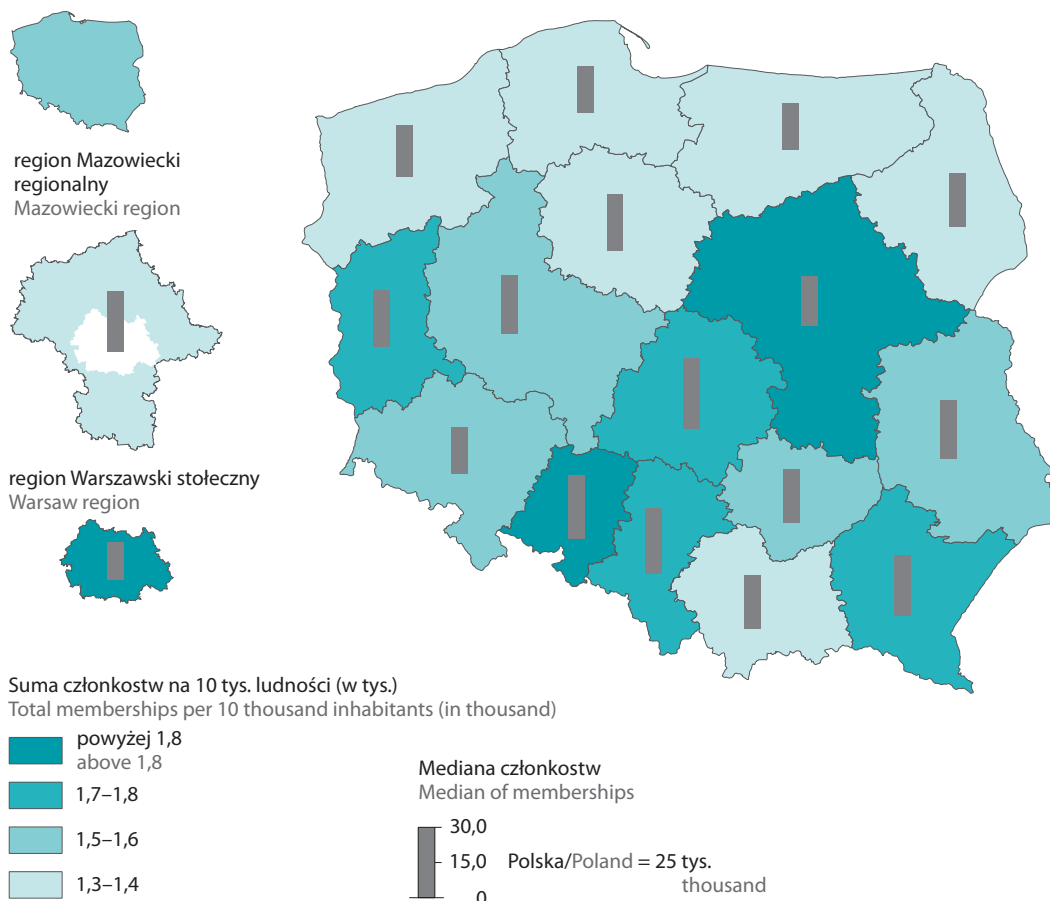 region Mazowiecki
regionalny
Mazowiecki region
region Warszawski stołeczny
Warsaw region
Suma członkostw na 10 tys. ludności (w tys.)
Total memberships per 10 thousand inhabitants (in thousand)
powyżej 1,8
above 1,8
1,7–1,8
1,5–1,6
1,3–1,4
Mediana członkostw
Median of memberships
30,0
15,0
0
Polska/Poland = 25 tys.
thousand